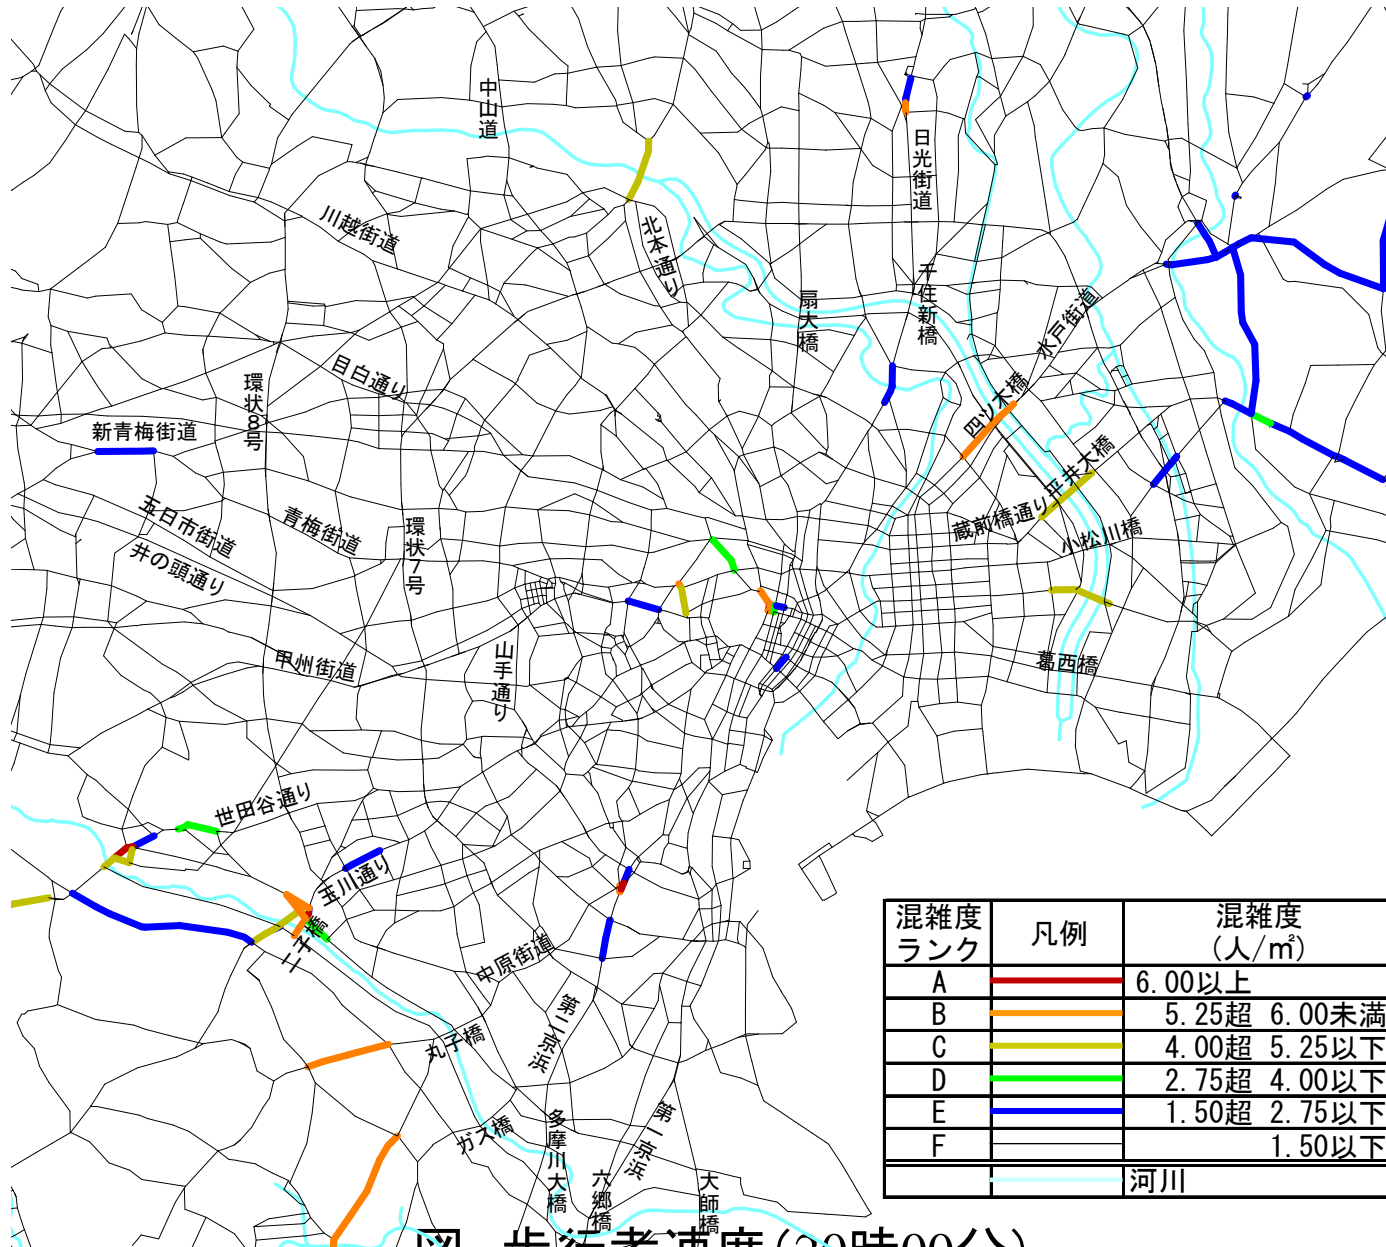 中山道
日光街道
川越街道
北本通り
千住新橋
扇大橋
水戸街道
目白通り
環状8号
四ツ木橋
新青梅街道
平井大橋
五日市街道
青梅街道
環状7号
蔵前橋通り
小松川橋
井の頭通り
甲州街道
山手通り
葛西橋
世田谷通り
玉川通り
二子橋
中原街道
第二京浜
丸子橋
ガス橋
多摩川大橋
第一京浜
六郷橋
大師橋
混雑度ランク 凡例 混雑度(人/㎡)
A 6.00以上
B 5.25超 6.00未満
C 4.00超 5.25以下
D 2.75超 4.00以下
E 1.50超 2.75以下
F 1.50以下
河川